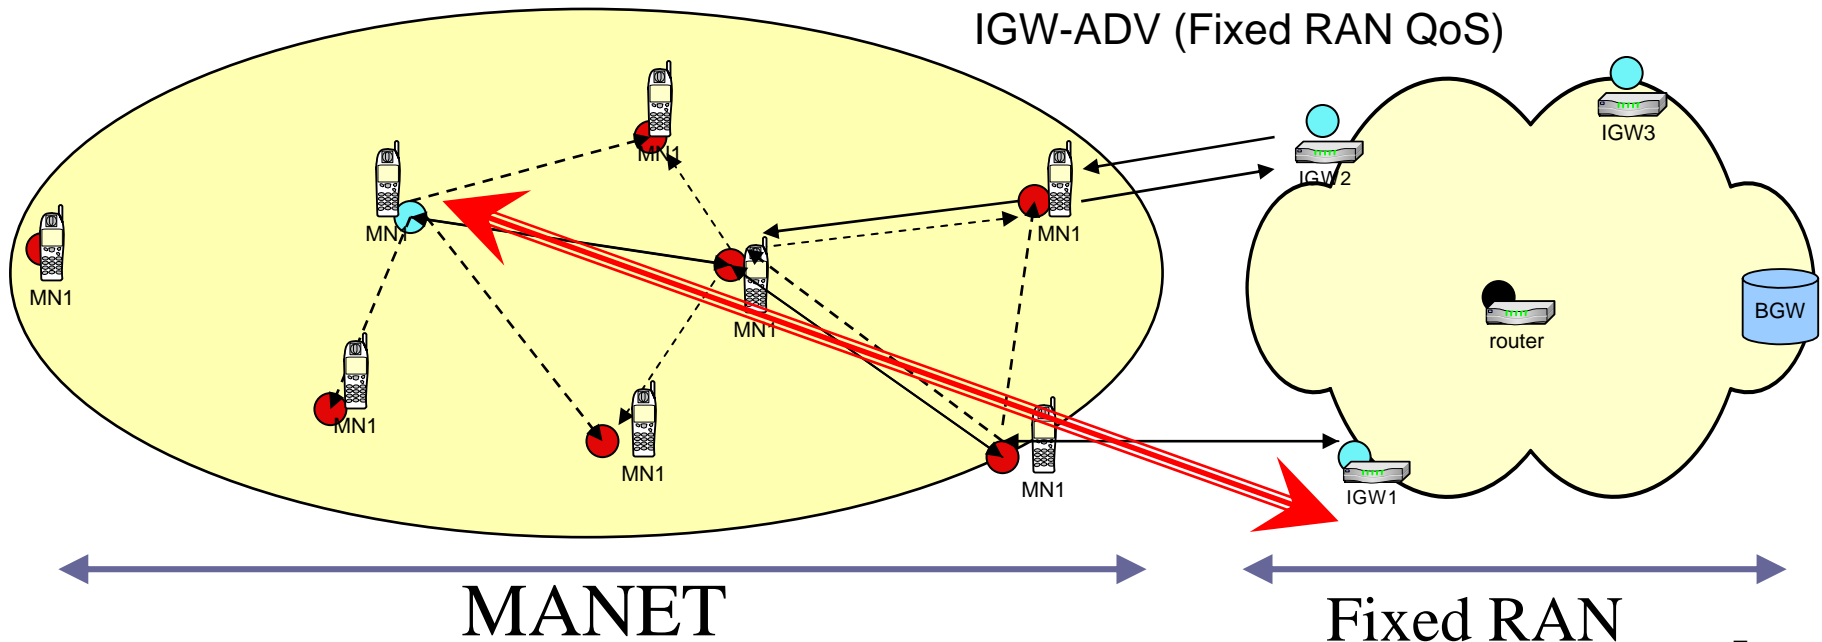 IGW-ADV (Fixed RAN QoS)
IGW3
MN1
IGW2
MN1
MN1
MN1
MN1
BGW
MN1
router
MN1
MN1
MN1
IGW1
MANET
Fixed RAN